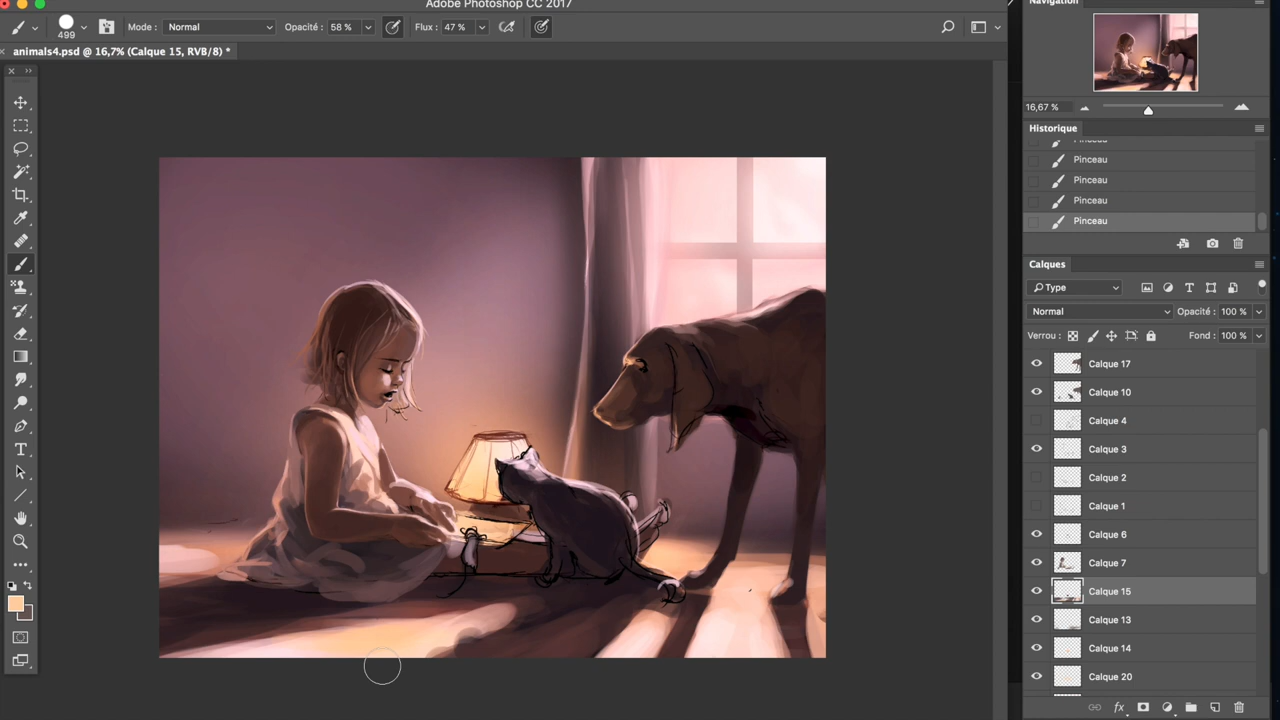 Adobe Photoshop CC 2017
Navigation
499
Mode : Normal Opacité : 58 % Flux : 47 %
animals4.psd @ 16,7% (Calque 15, RVB/8) *
16,67 %
Historique
Pinceau
Pinceau
Pinceau
Pinceau
Pinceau
Calques
Type
Normal Opacité : 100 %
Verrou : Fond : 100 %
Calque 17
Calque 10
Calque 4
Calque 3
Calque 2
Calque 1
Calque 6
Calque 7
Calque 15
Calque 13
Calque 14
Calque 20
fx